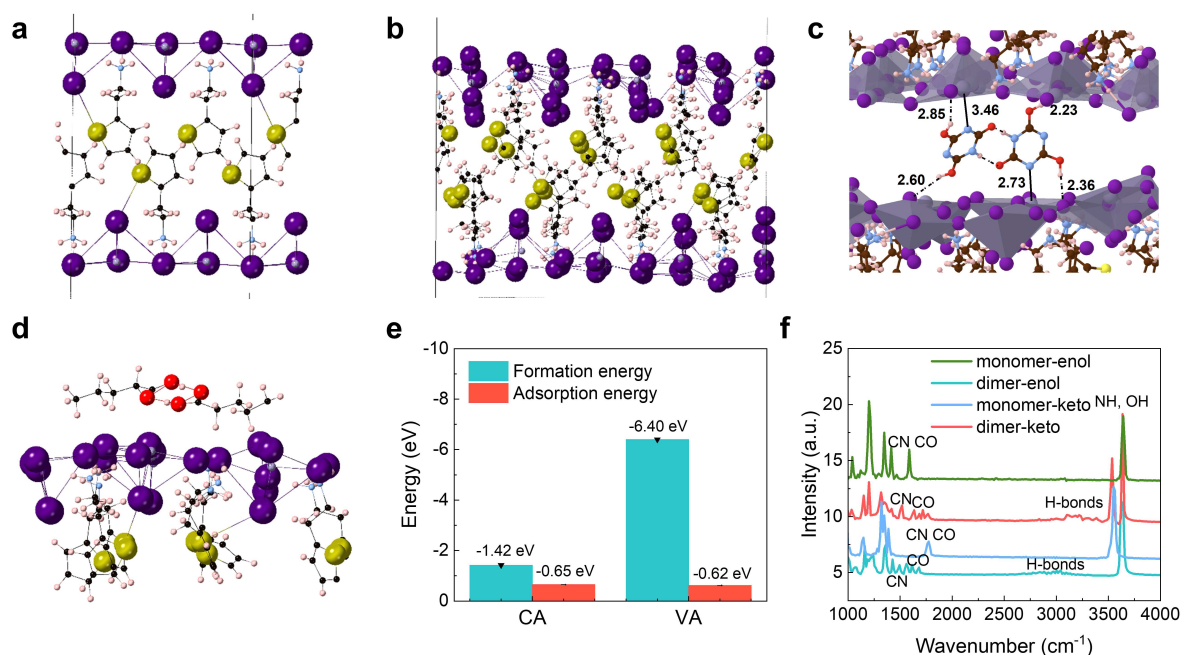 a
b
c
2.85
3.46
2.23
2.60
2.73
2.36
d
e
-10
-8
-6
-4
-2
0
Energy (eV)
Formation energy
Adsorption energy
-6.40 eV
-1.42 eV
-0.65 eV
-0.62 eV
CA
VA
f
25
20
15
10
5
Intensity (a.u.)
monomer-enol
dimer-enol
monomer-keto
dimer-keto
NH, OH
CN CO
CNCO
H-bonds
CN CO
CO
H-bonds
CN
1000 1500 2000 2500 3000 3500 4000
Wavenumber (cm⁻¹)